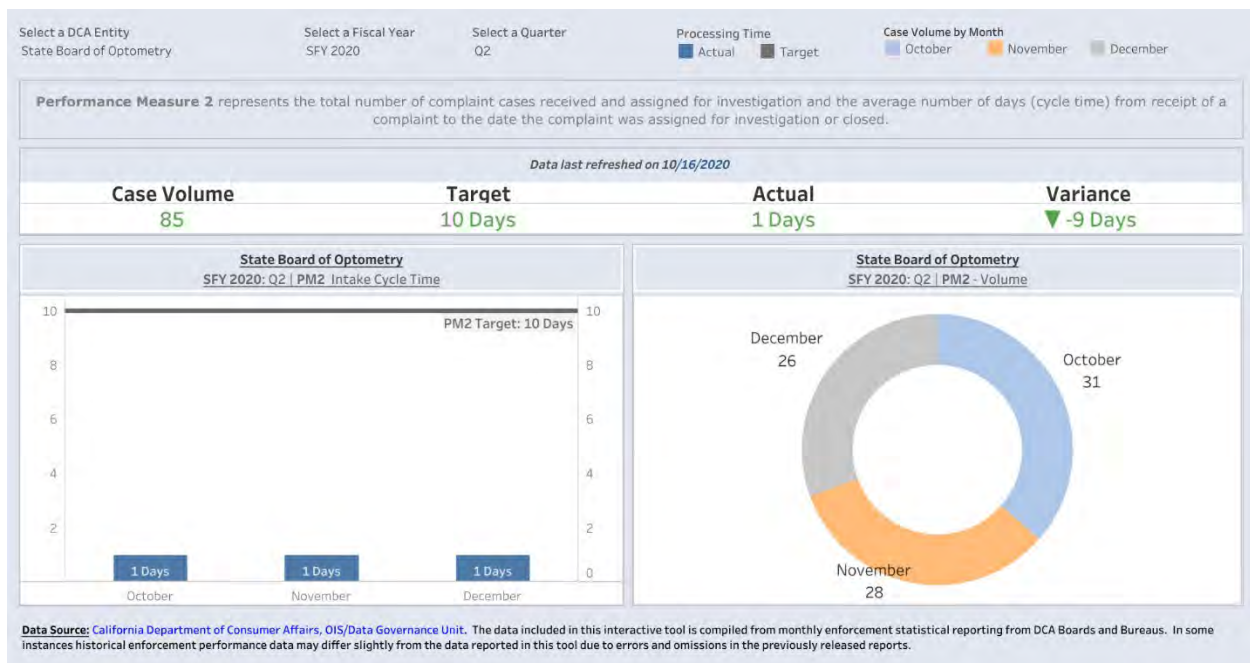 Select a DCA Entity Select a Fiscal Year Select a Quarter Processing Time Case Volume by Month
State Board of Optometry SFY 2020 Q2 Actual Target October November December
Performance Measure 2 represents the total number of complaint cases received and assigned for investigation and the average number of days (cycle time) from receipt of a
complaint to the date the complaint was assigned for investigation or closed.
Data last refreshed on 10/16/2020
Case Volume Target Actual Variance
85 10 Days 1 Days ▼ -9 Days
State Board of Optometry
SFY 2020: Q2 | PM2 Intake Cycle Time
10 10
PM2 Target: 10 Days
8 8
6 6
4 4
2 2
1 Days 1 Days 1 Days 0
October November December
State Board of Optometry
SFY 2020: Q2 | PM2 - Volume
December
26
October
31
November
28
Data Source: California Department of Consumer Affairs, OIS/Data Governance Unit. The data included in this interactive tool is compiled from monthly enforcement statistical reporting from DCA Boards and Bureaus. In some
instances historical enforcement performance data may differ slightly from the data reported in this tool due to errors and omissions in the previously released reports.